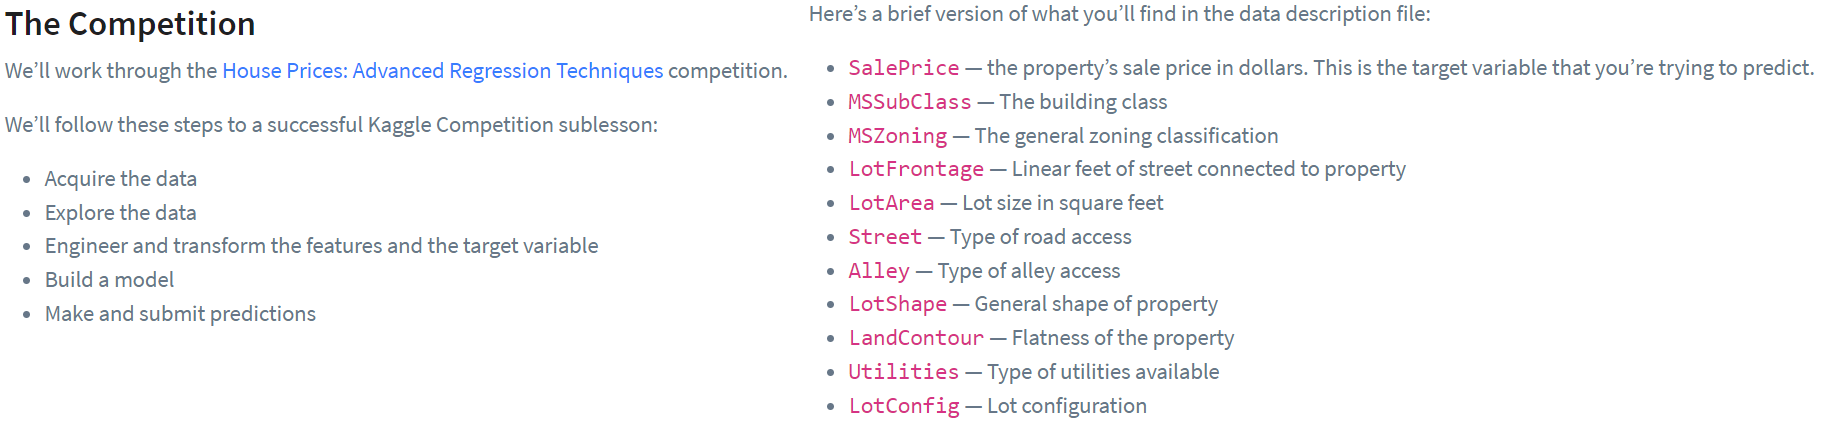 The Competition
We’ll work through the House Prices: Advanced Regression Techniques competition.
We’ll follow these steps to a successful Kaggle Competition sublesson:
• Acquire the data
• Explore the data
• Engineer and transform the features and the target variable
• Build a model
• Make and submit predictions
Here’s a brief version of what you’ll find in the data description file:
• SalePrice — the property’s sale price in dollars. This is the target variable that you’re trying to predict.
• MSSubClass — The building class
• MSZoning — The general zoning classification
• LotFrontage — Linear feet of street connected to property
• LotArea — Lot size in square feet
• Street — Type of road access
• Alley — Type of alley access
• LotShape — General shape of property
• LandContour — Flatness of the property
• Utilities — Type of utilities available
• LotConfig — Lot configuration